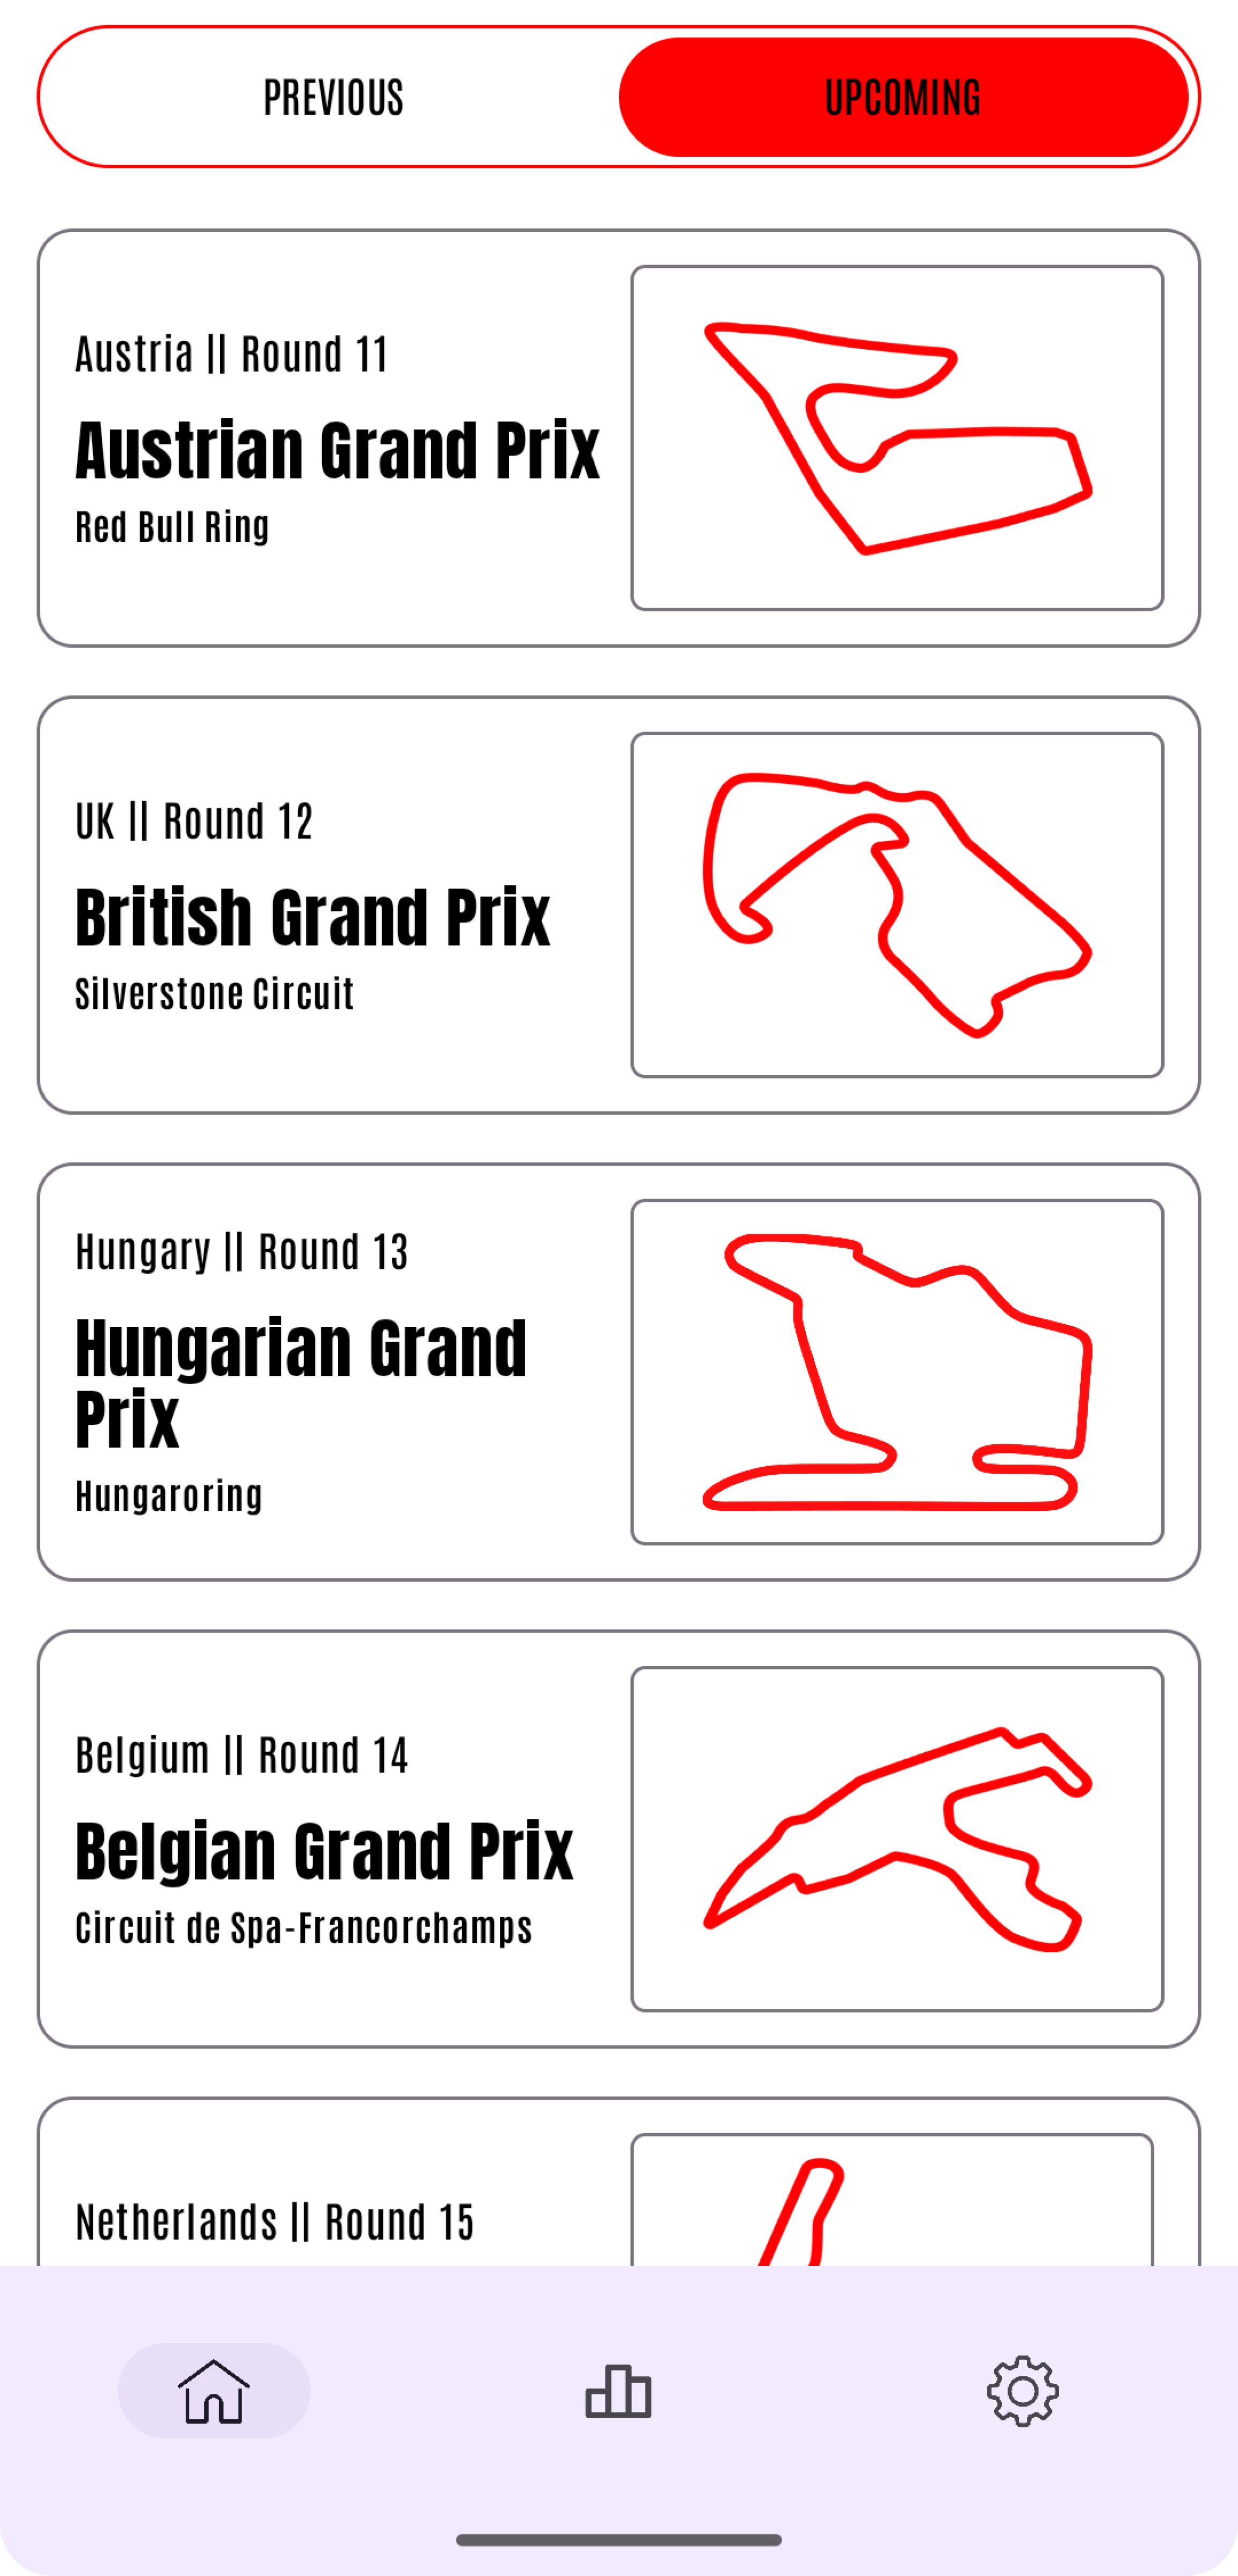 PREVIOUS
UPCOMING
Austria || Round 11
Austrian Grand Prix
Red Bull Ring
UK || Round 12
British Grand Prix
Silverstone Circuit
Hungary || Round 13
Hungarian Grand
Prix
Hungaroring
Belgium || Round 14
Belgian Grand Prix
Circuit de Spa-Francorchamps
Netherlands || Round 15